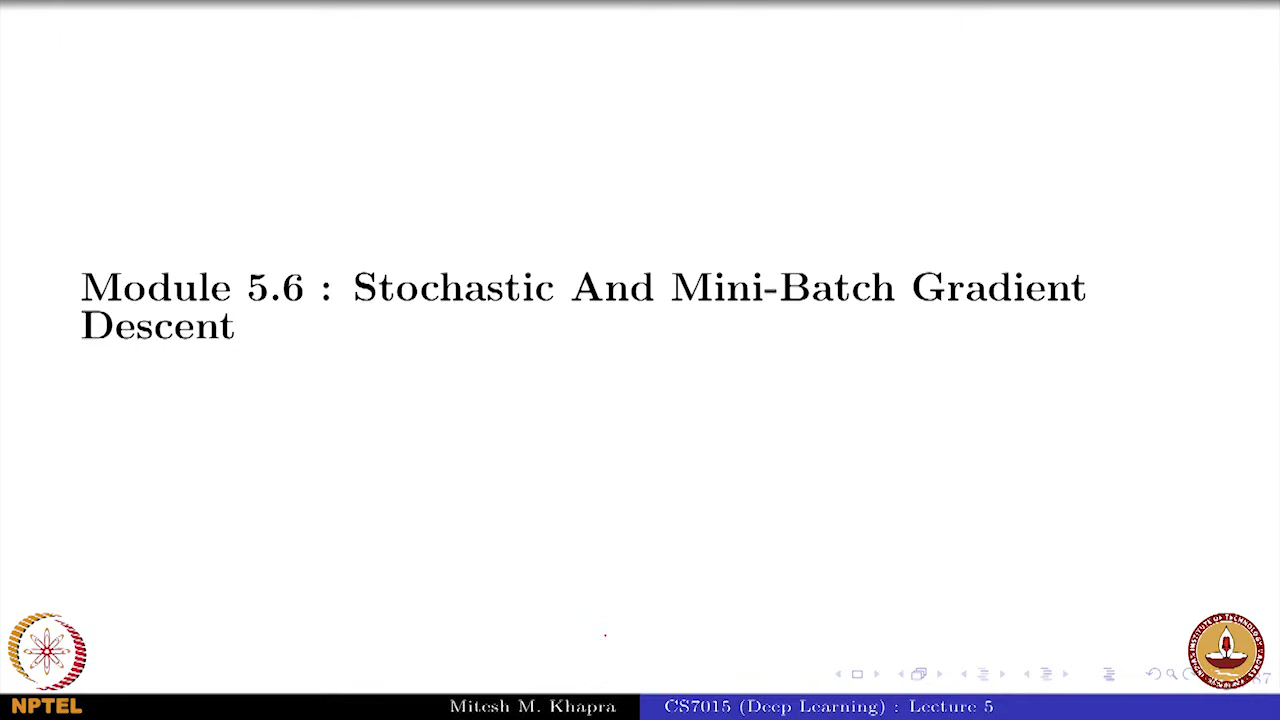 Module 5.6 : Stochastic And Mini-Batch Gradient
Descent
NPTEL
Mitesh M. Khapra
CS7015 (Deep Learning) : Lecture 5